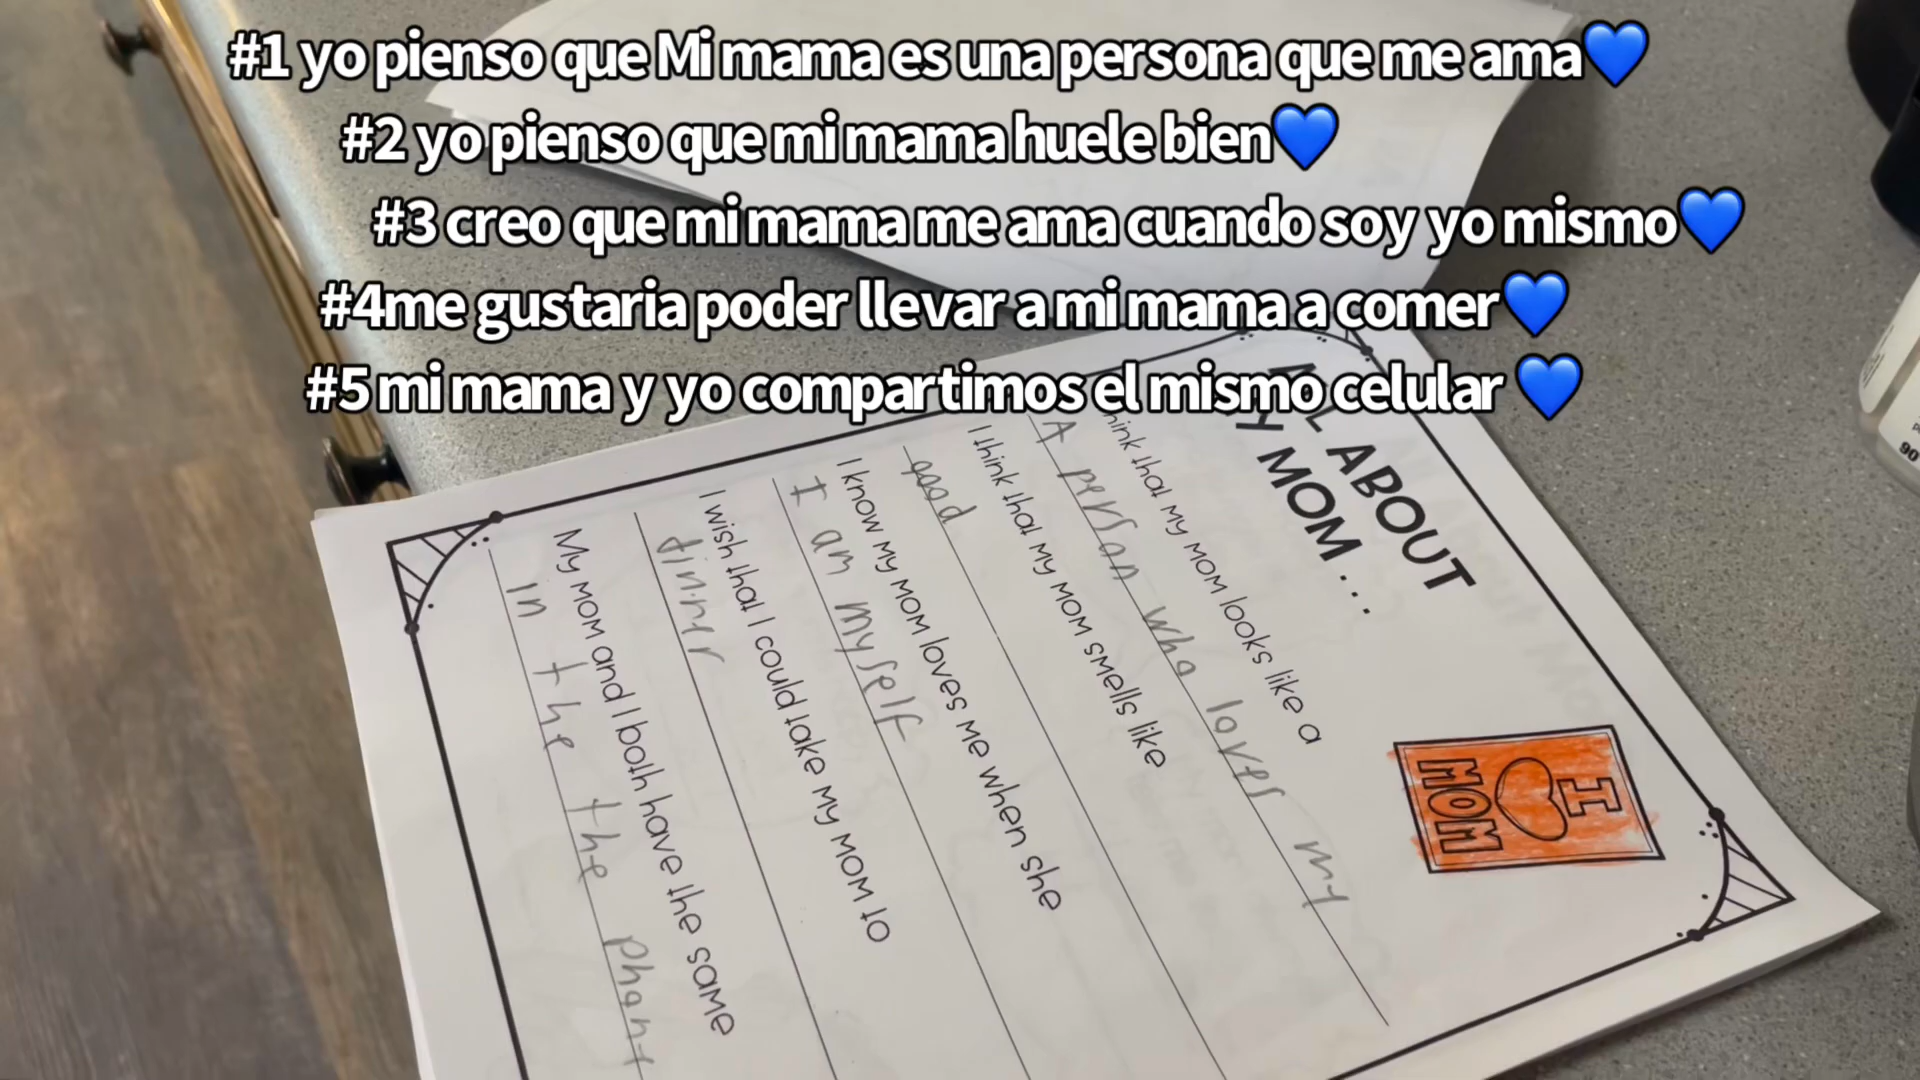 #1 yo pienso que Mi mama es una persona que me ama💙
#2 yo pienso que mi mama huele bien💙
#3 creo que mi mama me ama cuando soy yo mismo💙
#4me gustaria poder llevar a mi mama a comer💙
#5 mi mama y yo compartimos el mismo celular 💙
ALL ABOUT
MY MOM...
I ♡
MOM
think that my mom looks like a
A person who loves my
I think that my mom smells like
good
I know my mom loves me when she
I am myself
I wish that I could take my mom to
dinner
My mom and I both have the same
in the the phone
90